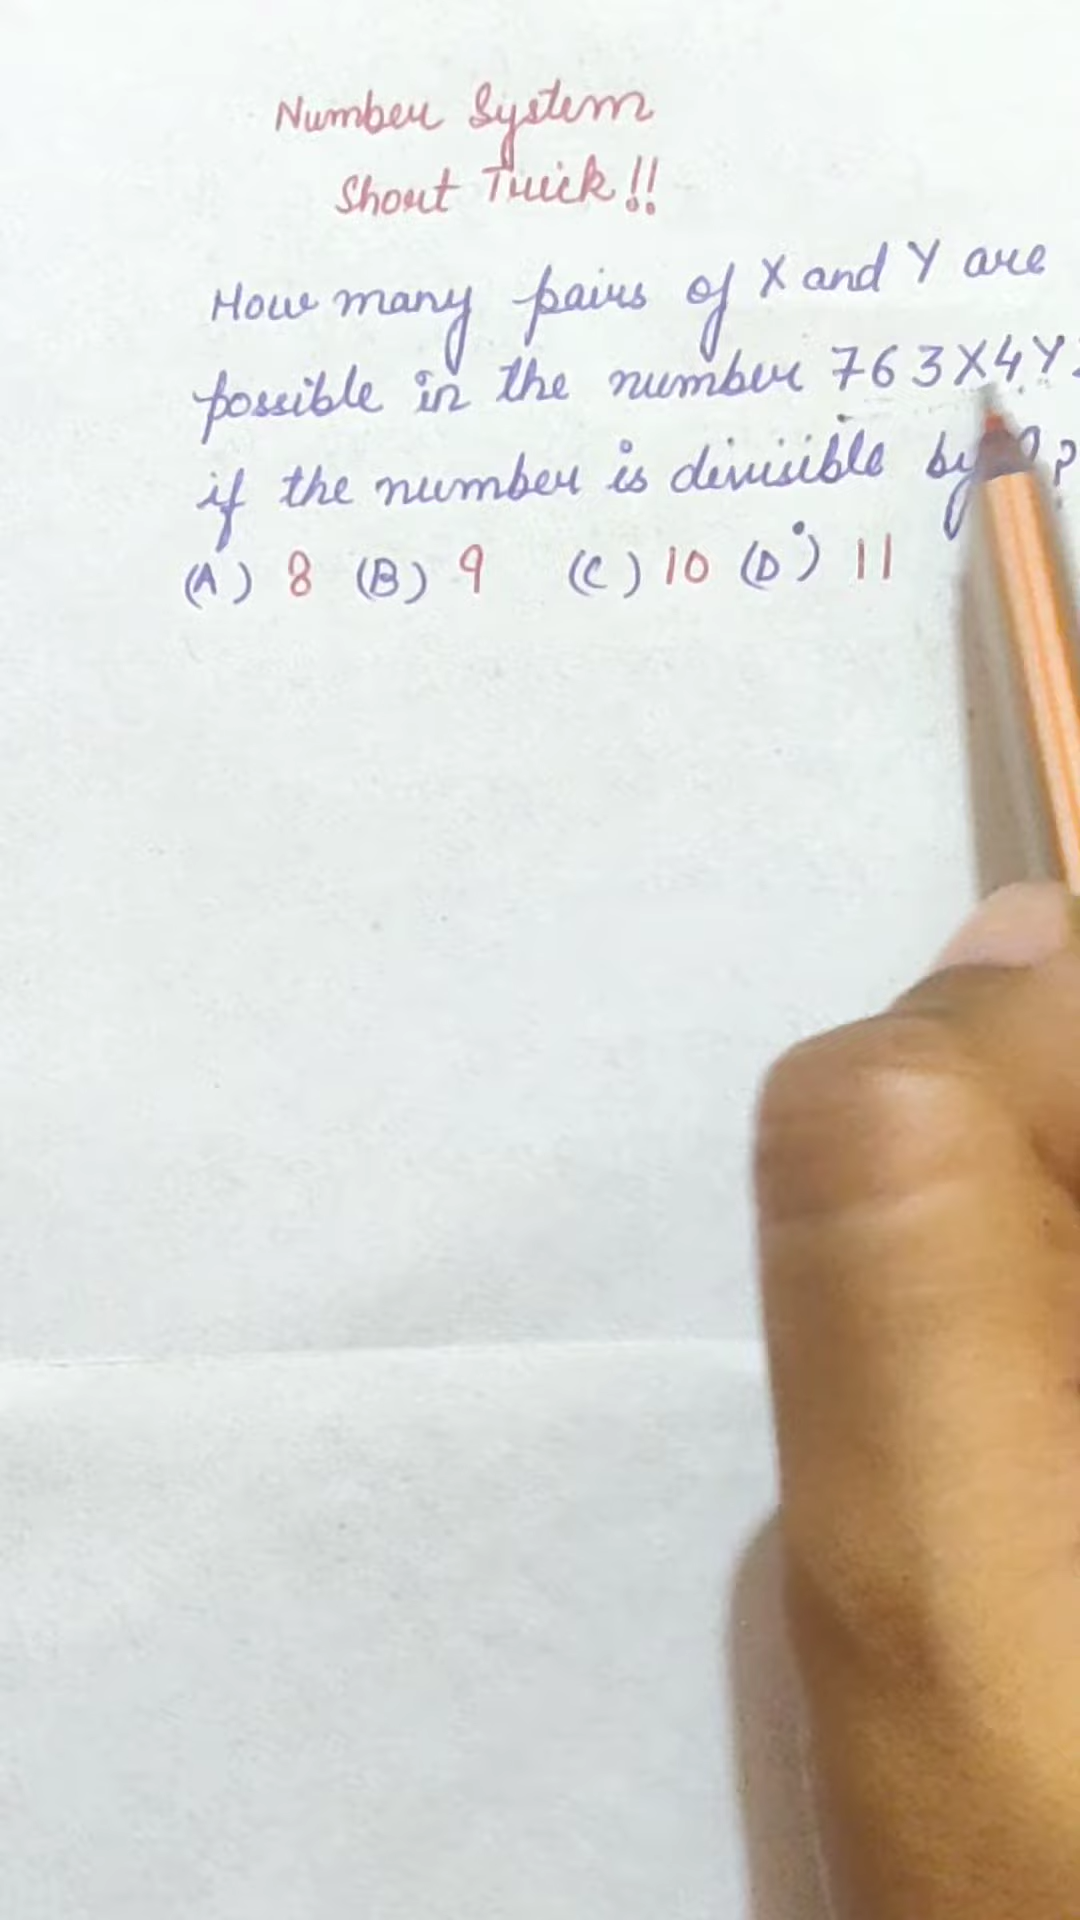 Number System
Short Trick!!
How many pairs of X and Y are
possible in the number 763X4Y
if the number is divisible by ?
(A) 8 (B) 9 (C) 10 (D) 11